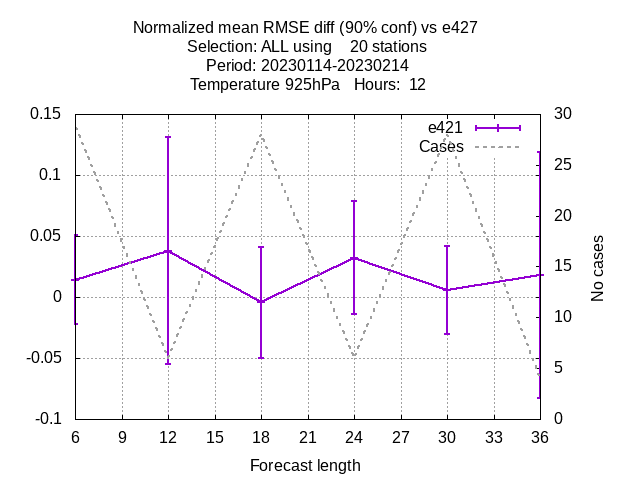 Normalized mean RMSE diff (90% conf) vs e427
Selection: ALL using    20 stations
Period: 20230114-20230214
Temperature 925hPa   Hours:  12
0.15
0.1
0.05
0
-0.05
-0.1
30
25
20
15
10
5
0
e421
Cases
No cases
6 9 12 15 18 21 24 27 30 33 36
Forecast length